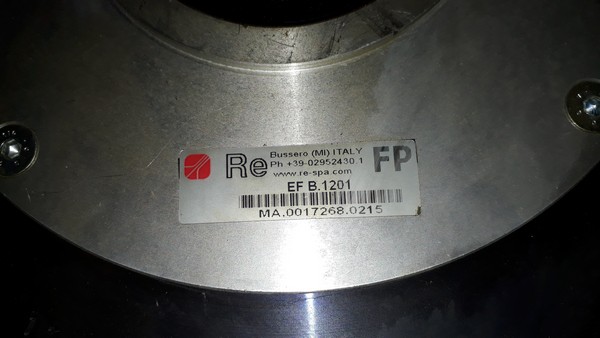 Re
Bussero (MI) ITALY
Ph +39-02952430.1
www.re-spa.com
FP
EF B.1201
MA.0017268.0215